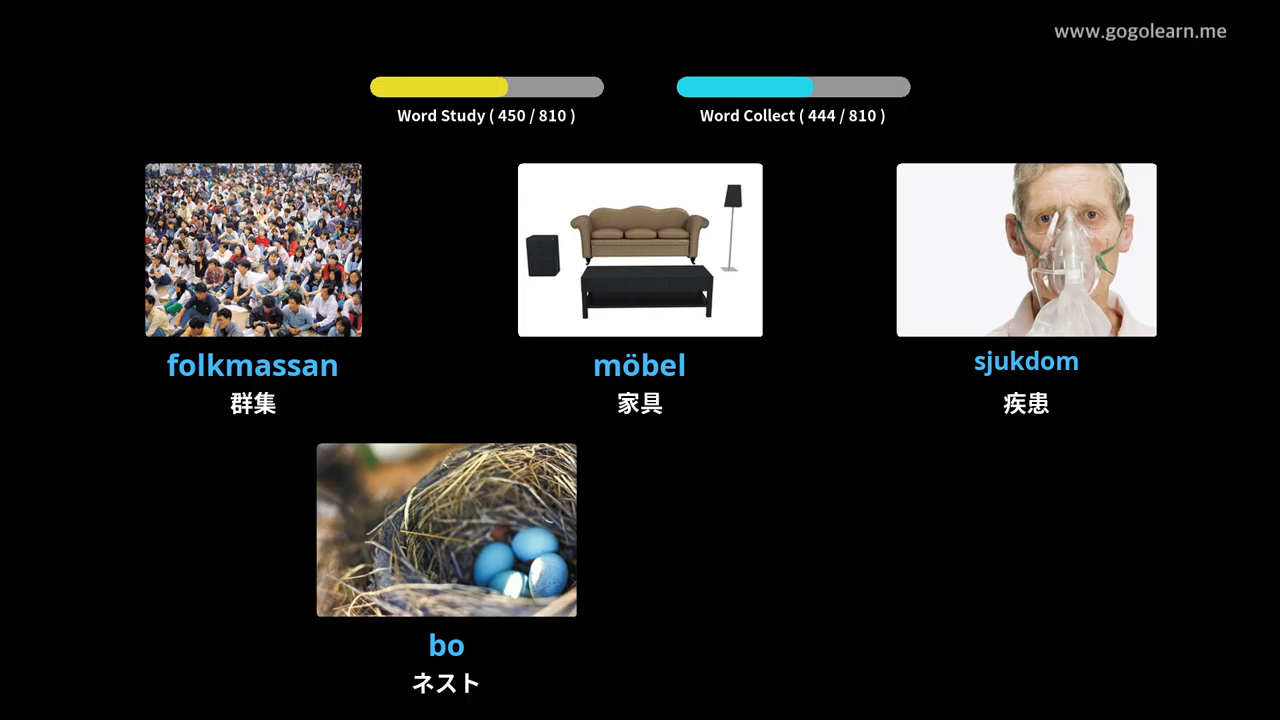 www.gogolearn.me
Word Study ( 450 / 810 )
Word Collect ( 444 / 810 )
folkmassan
群集
möbel
家具
sjukdom
疾患
bo
ネスト